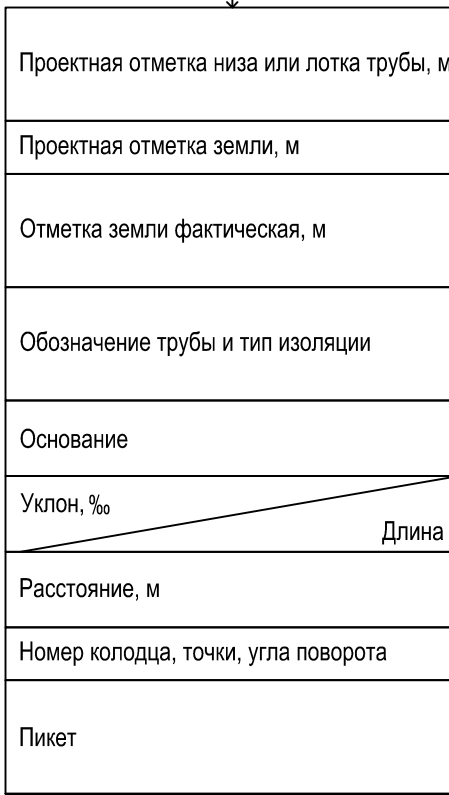 Проектная отметка низа или лотка трубы, м
Проектная отметка земли, м
Отметка земли фактическая, м
Обозначение трубы и тип изоляции
Основание
Уклон, ‰
Длина
Расстояние, м
Номер колодца, точки, угла поворота
Пикет